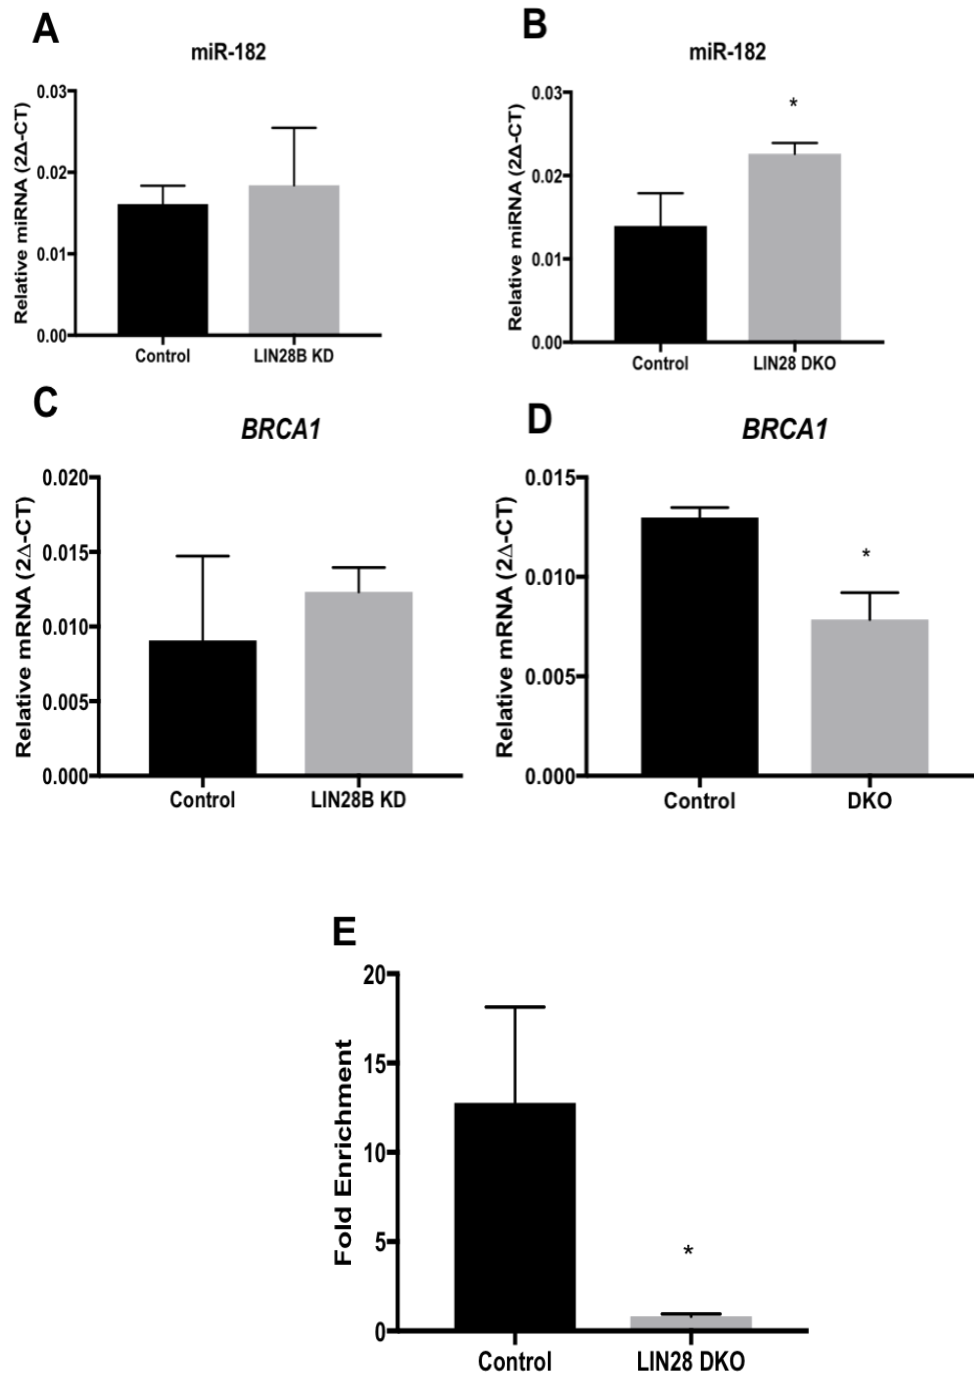 A
miR-182
Relative miRNA (2Δ-CT)
0.03
0.02
0.01
0.00
Control
LIN28B KD
B
miR-182
Relative miRNA (2Δ-CT)
0.03
0.02
0.01
0.00
*
Control
LIN28 DKO
C
BRCA1
Relative mRNA (2Δ-CT)
0.020
0.015
0.010
0.005
0.000
Control
LIN28B KD
D
BRCA1
Relative mRNA (2Δ-CT)
0.015
0.010
0.005
0.000
*
Control
DKO
E
Fold Enrichment
20
15
10
5
0
*
Control
LIN28 DKO